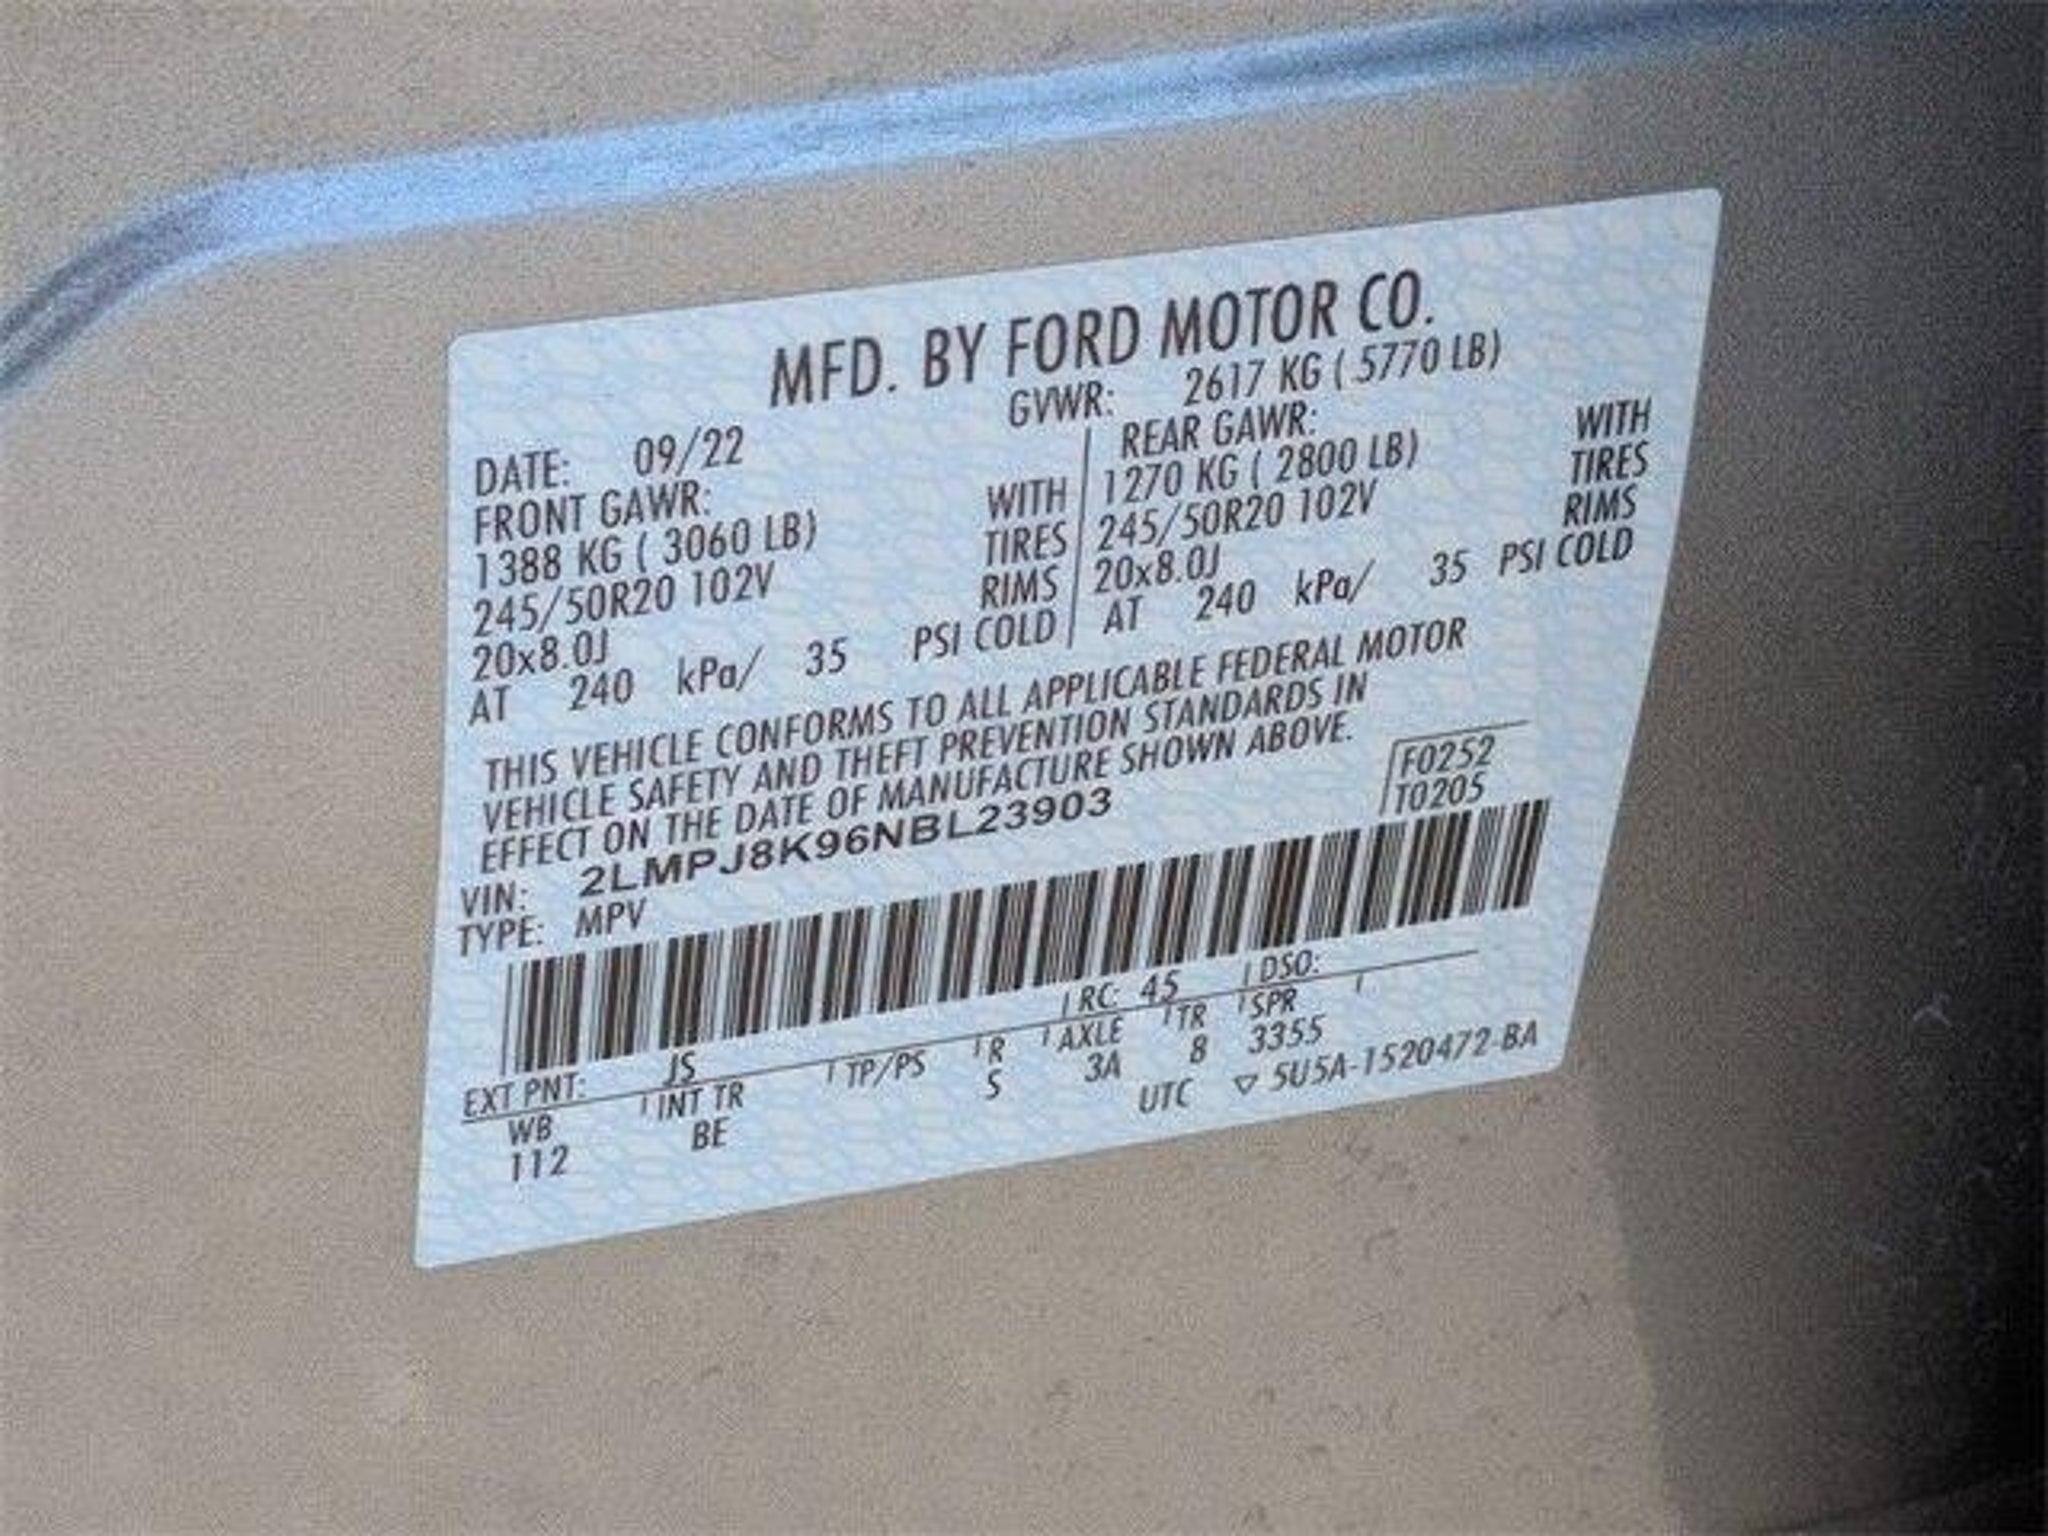 MFD. BY FORD MOTOR CO.
DATE: 09/22 GVWR: 2617 KG ( 5770 LB)
FRONT GAWR: REAR GAWR:
1388 KG ( 3060 LB) WITH 1270 KG ( 2800 LB) WITH
245/50R20 102V TIRES 245/50R20 102V TIRES
20x8.0J RIMS 20x8.0J RIMS
AT 240 kPa/ 35 PSI COLD AT 240 kPa/ 35 PSI COLD
THIS VEHICLE CONFORMS TO ALL APPLICABLE FEDERAL MOTOR
VEHICLE SAFETY AND THEFT PREVENTION STANDARDS IN
EFFECT ON THE DATE OF MANUFACTURE SHOWN ABOVE.
F0252
T0205
VIN: 2LMPJ8K96NBL23903
TYPE: MPV
EXT PNT: JS RC: 45 DSO:
WB INT TR TP/PS R AXLE TR SPR
112 BE S 3A 8 3355
UTC ▽ 5U5A-1520472-BA